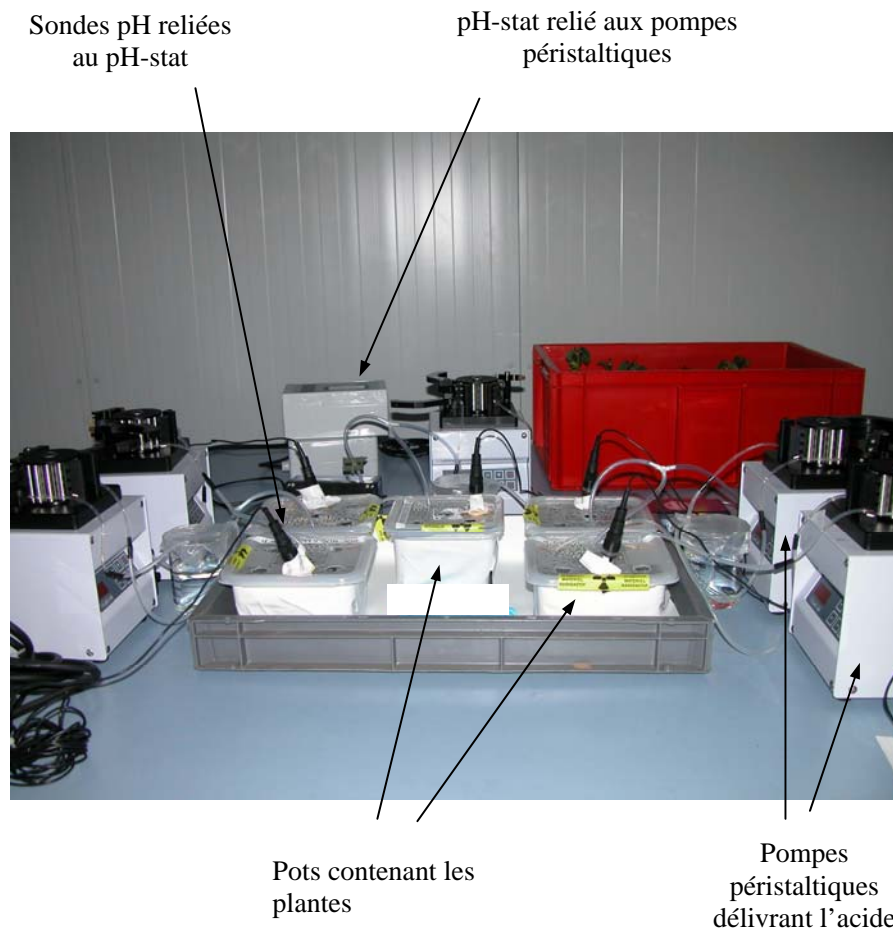 Sondes pH reliées
au pH-stat
pH-stat relié aux pompes
péristaltiques
Pots contenant les
plantes
Pompes
péristaltiques
délivrant l'acide